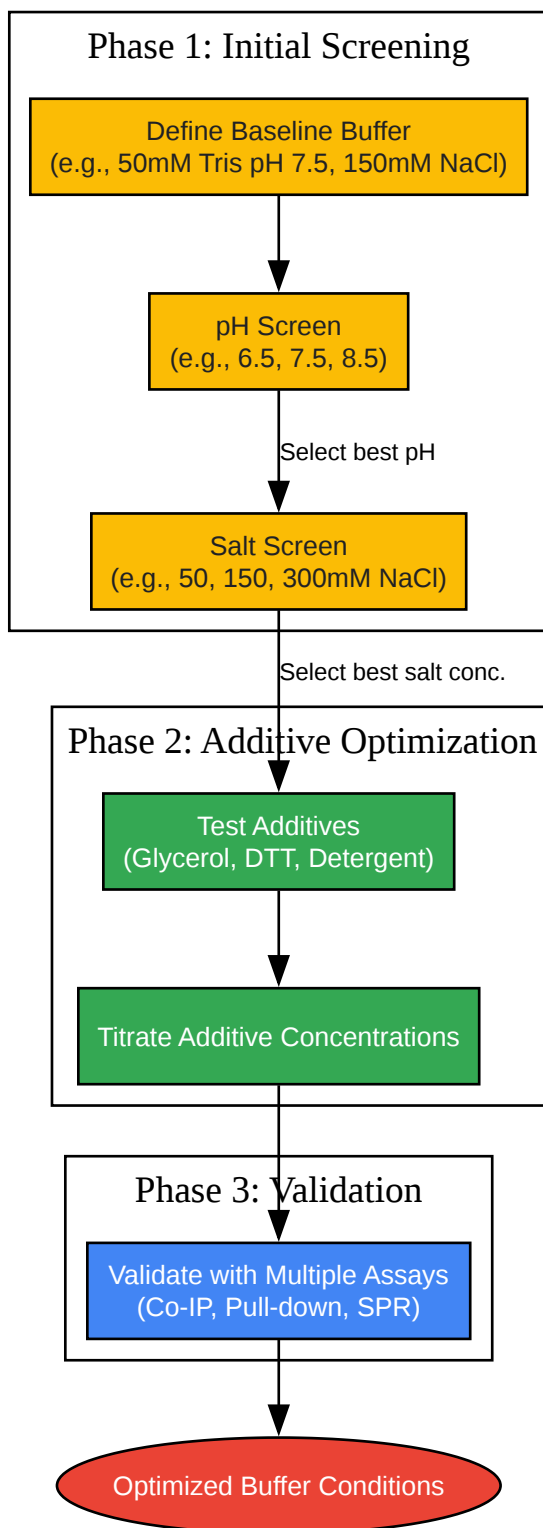 Phase 1: Initial Screening
Define Baseline Buffer
(e.g., 50mM Tris pH 7.5, 150mM NaCl)
pH Screen
(e.g., 6.5, 7.5, 8.5)
Select best pH
Salt Screen
(e.g., 50, 150, 300mM NaCl)
Select best salt conc.
Phase 2: Additive Optimization
Test Additives
(Glycerol, DTT, Detergent)
Titrate Additive Concentrations
Phase 3: Validation
Validate with Multiple Assays
(Co-IP, Pull-down, SPR)
Optimized Buffer Conditions